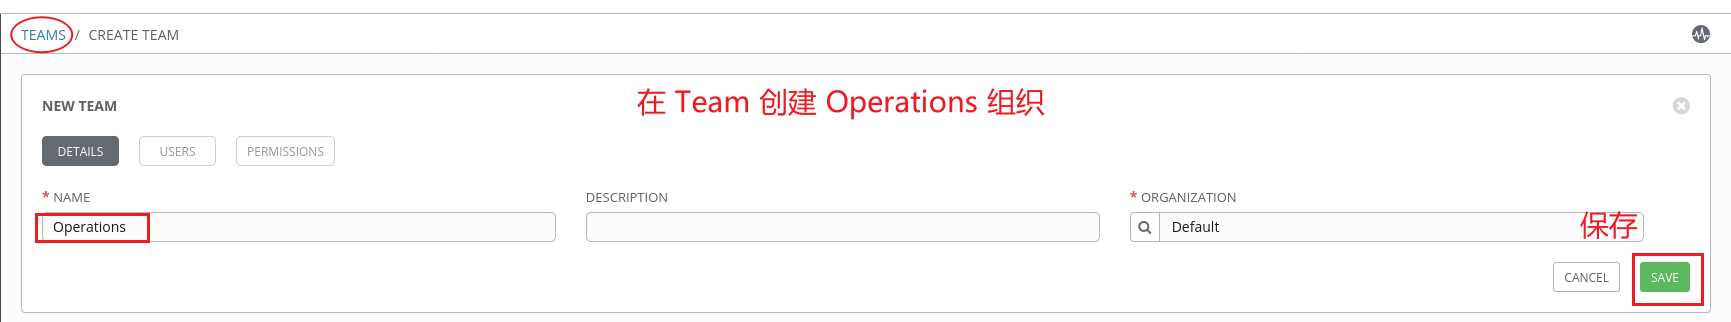 TEAMS / CREATE TEAM
在 Team 创建 Operations 组织
NEW TEAM
DETAILS USERS PERMISSIONS
* NAME DESCRIPTION * ORGANIZATION
Operations Default 保存
CANCEL SAVE